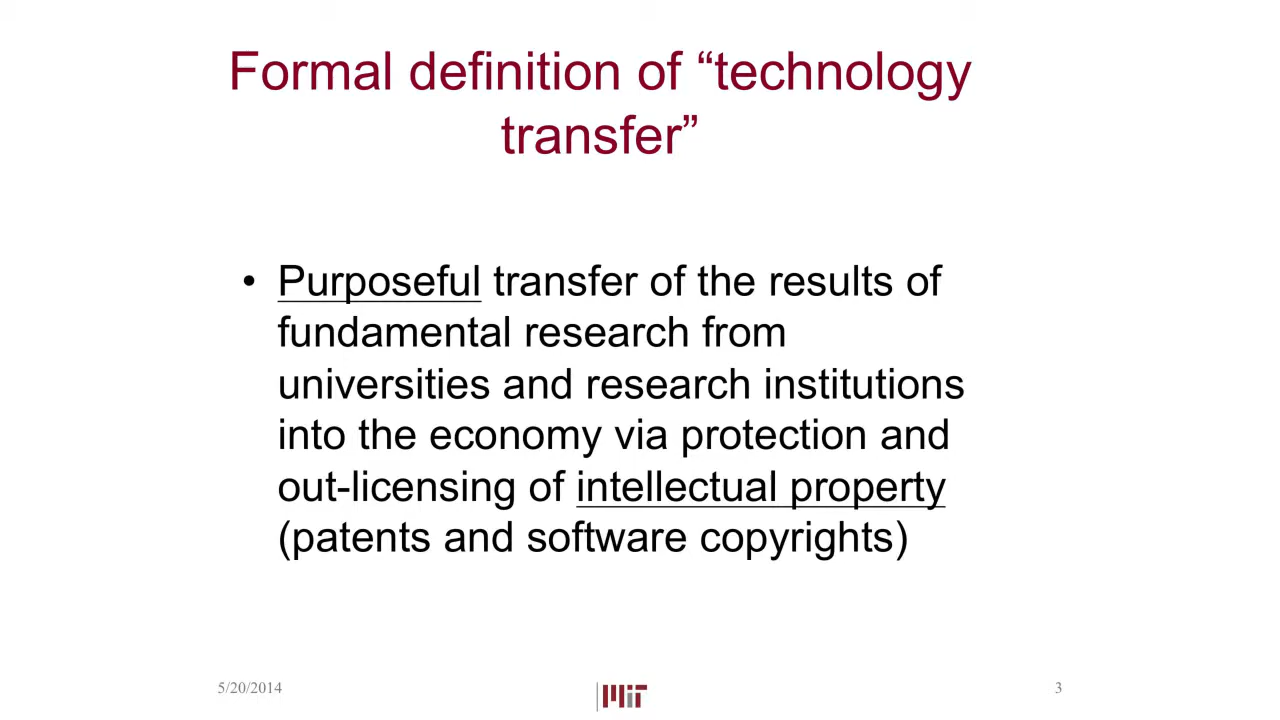 Formal definition of “technology
transfer”
• Purposeful transfer of the results of
fundamental research from
universities and research institutions
into the economy via protection and
out-licensing of intellectual property
(patents and software copyrights)
5/20/2014
MIT
3